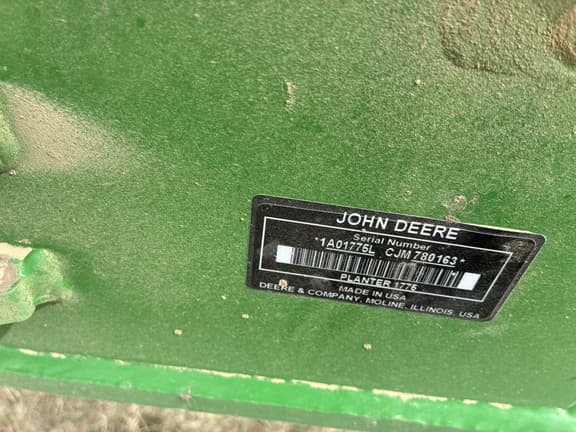 JOHN DEERE
Serial Number
*1A01775L CJM780163*
PLANTER 1775
MADE IN USA
DEERE & COMPANY, MOLINE, ILLINOIS, USA